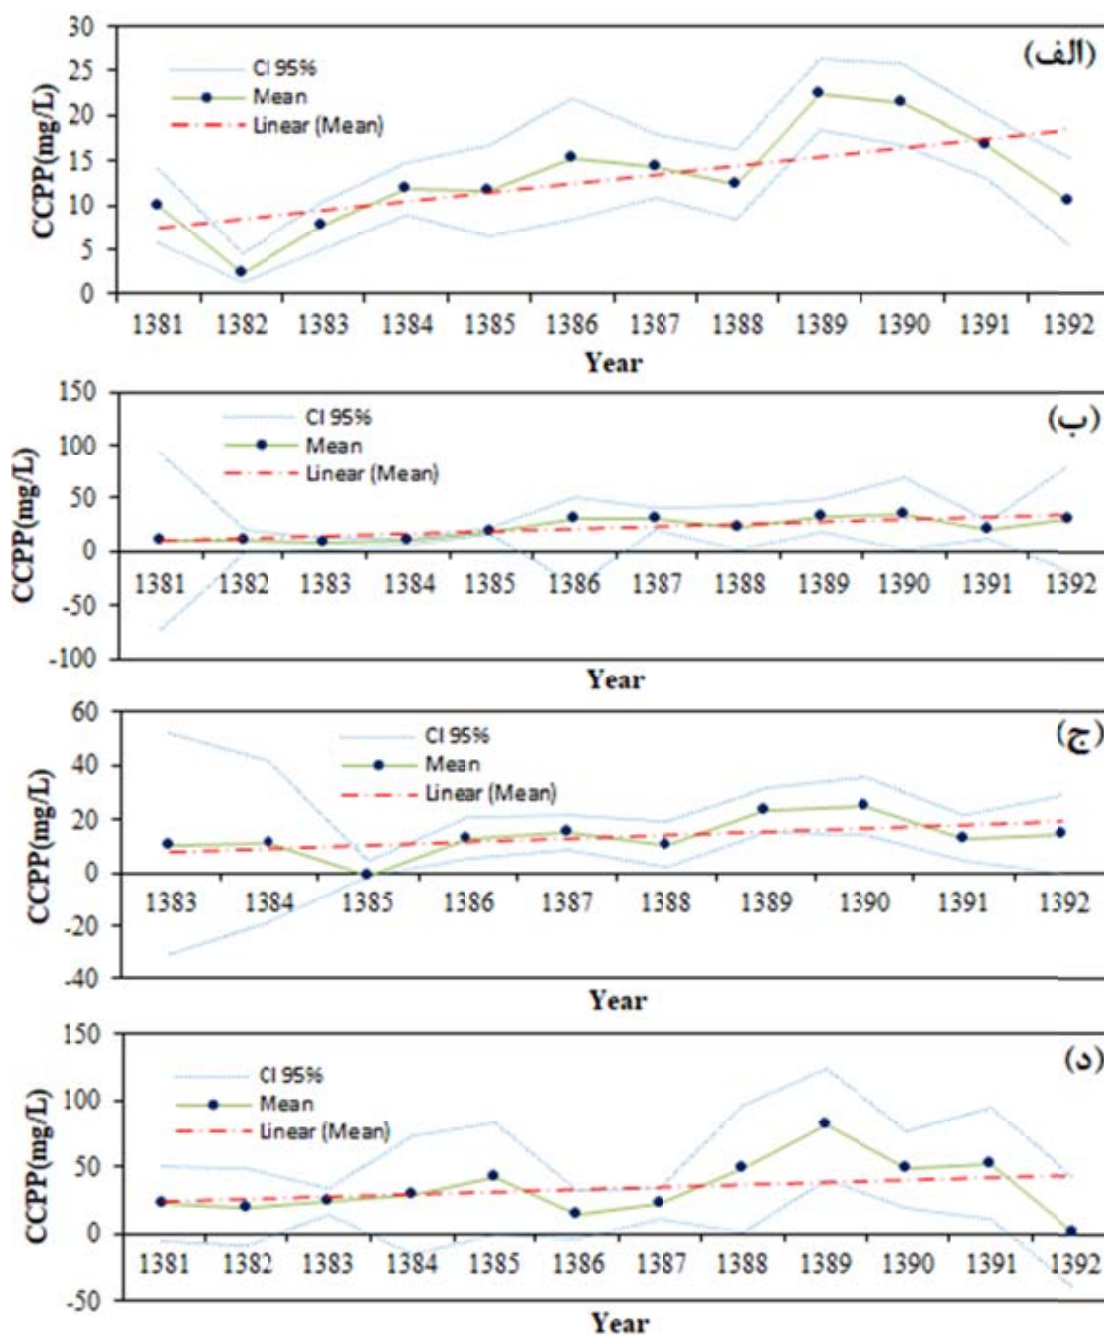 (الف)
CCPP(mg/L)
30
25
20
15
10
5
0
CI 95%
Mean
Linear (Mean)
1381 1382 1383 1384 1385 1386 1387 1388 1389 1390 1391 1392
Year
(ب)
CCPP(mg/L)
150
100
50
0
-50
-100
CI 95%
Mean
Linear (Mean)
1381 1382 1383 1384 1385 1386 1387 1388 1389 1390 1391 1392
Year
(ج)
CCPP(mg/L)
60
40
20
0
-20
-40
CI 95%
Mean
Linear (Mean)
1383 1384 1385 1386 1387 1388 1389 1390 1391 1392
Year
(د)
CCPP(mg/L)
150
100
50
0
-50
CI 95%
Mean
Linear (Mean)
1381 1382 1383 1384 1385 1386 1387 1388 1389 1390 1391 1392
Year